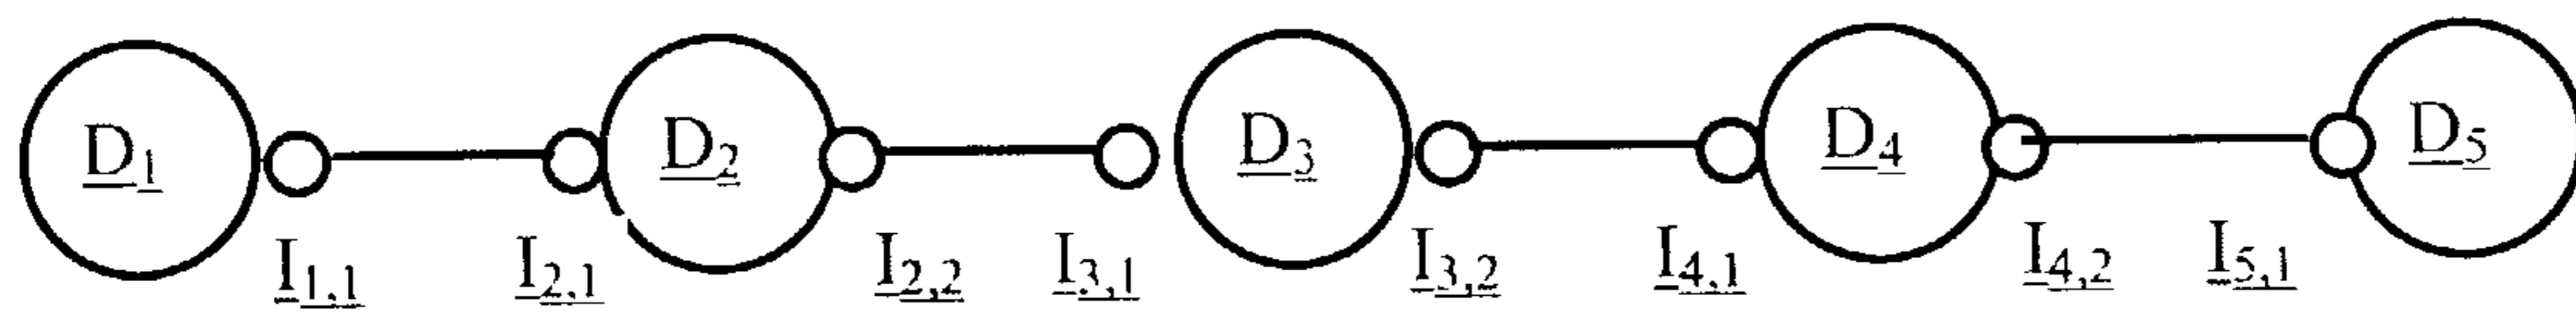 D1 D2 D3 D4 D5
I1,1 I2,1 I2,2 I3,1 I3,2 I4,1 I4,2 I5,1